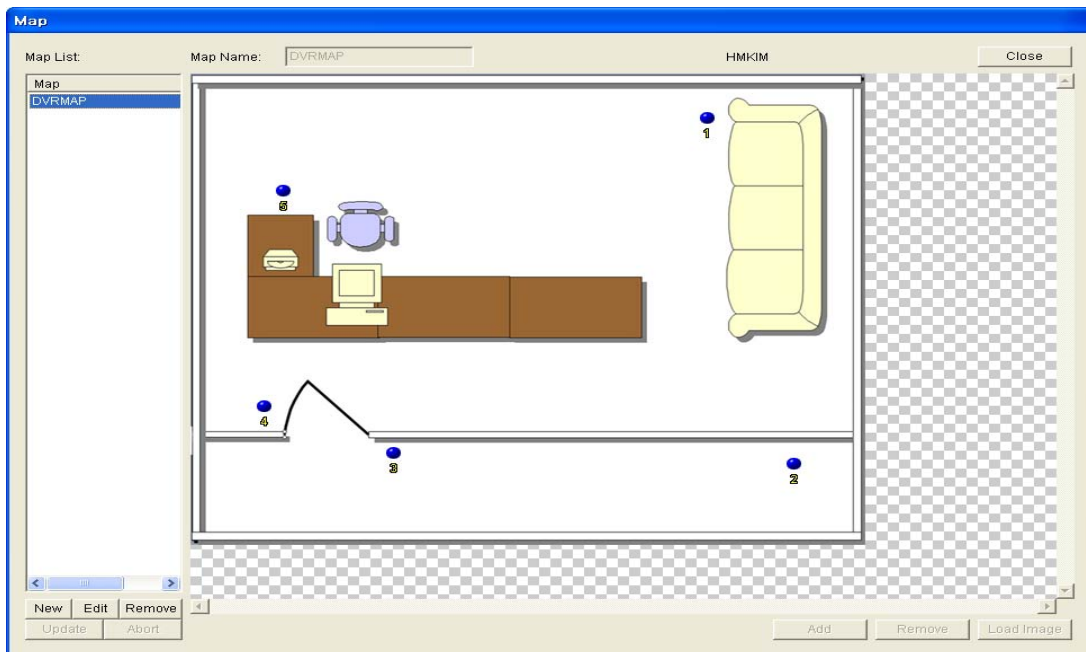 Map
Map List:
Map Name:
DVRMAP
HMKIM
Close
Map
DVRMAP
1
5
4
3
2
New
Edit
Remove
Update
Abort
Add
Remove
Load Image